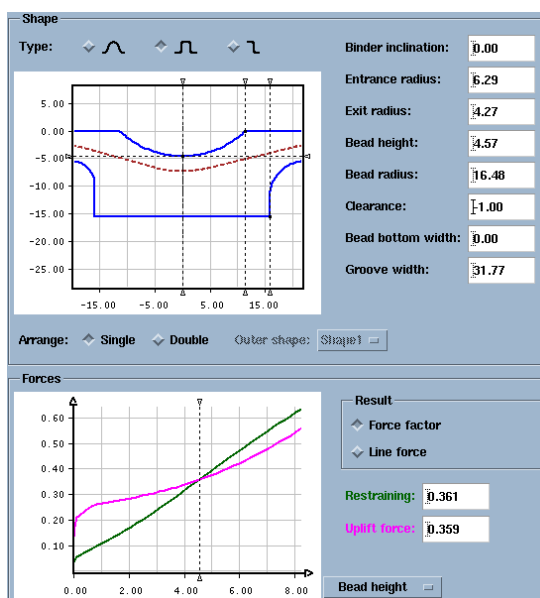 Shape
Type:
Binder inclination: 0.00
Entrance radius: 6.29
Exit radius: 4.27
Bead height: 4.57
Bead radius: 16.48
Clearance: -1.00
Bead bottom width: 0.00
Groove width: 31.77
5.00
0.00
-5.00
-10.00
-15.00
-20.00
-25.00
-15.00 -5.00 5.00 15.00
Arrange: Single Double Outer shape: Shape1
Forces
0.60
0.50
0.40
0.30
0.20
0.10
0.00 2.00 4.00 6.00 8.00
Result
Force factor
Line force
Restraining: 0.361
Uplift force: 0.359
Bead height